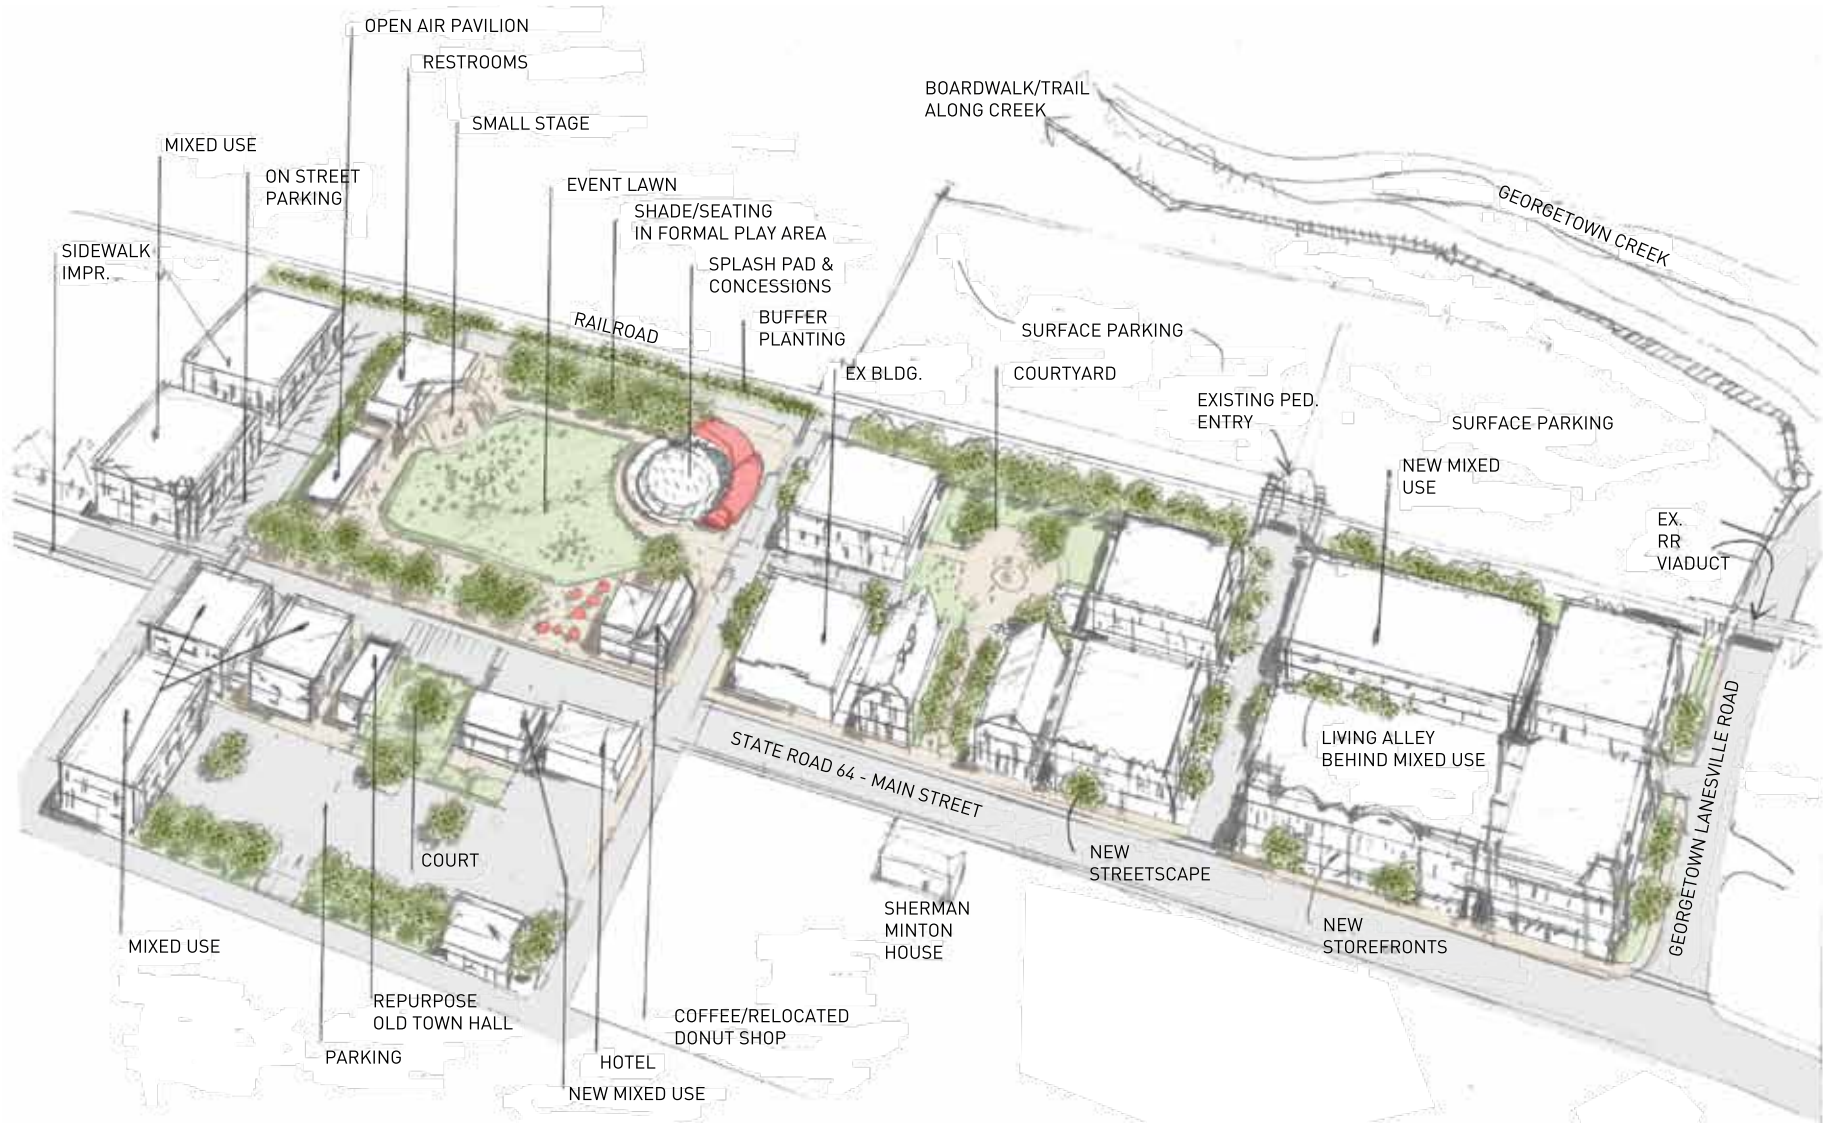 OPEN AIR PAVILION
RESTROOMS
SMALL STAGE
MIXED USE
ON STREET
PARKING
SIDEWALK
IMPR.
EVENT LAWN
SHADE/SEATING
IN FORMAL PLAY AREA
SPLASH PAD &
CONCESSIONS
BUFFER
PLANTING
RAILROAD
BOARDWALK/TRAIL
ALONG CREEK
GEORGETOWN CREEK
SURFACE PARKING
EX BLDG.
COURTYARD
EXISTING PED.
ENTRY
SURFACE PARKING
NEW MIXED
USE
EX.
RR
VIADUCT
LIVING ALLEY
BEHIND MIXED USE
GEORGETOWN LANESVILLE ROAD
STATE ROAD 64 - MAIN STREET
NEW
STREETSCAPE
SHERMAN
MINTON
HOUSE
NEW
STOREFRONTS
COURT
MIXED USE
REPURPOSE
OLD TOWN HALL
PARKING
COFFEE/RELOCATED
DONUT SHOP
HOTEL
NEW MIXED USE